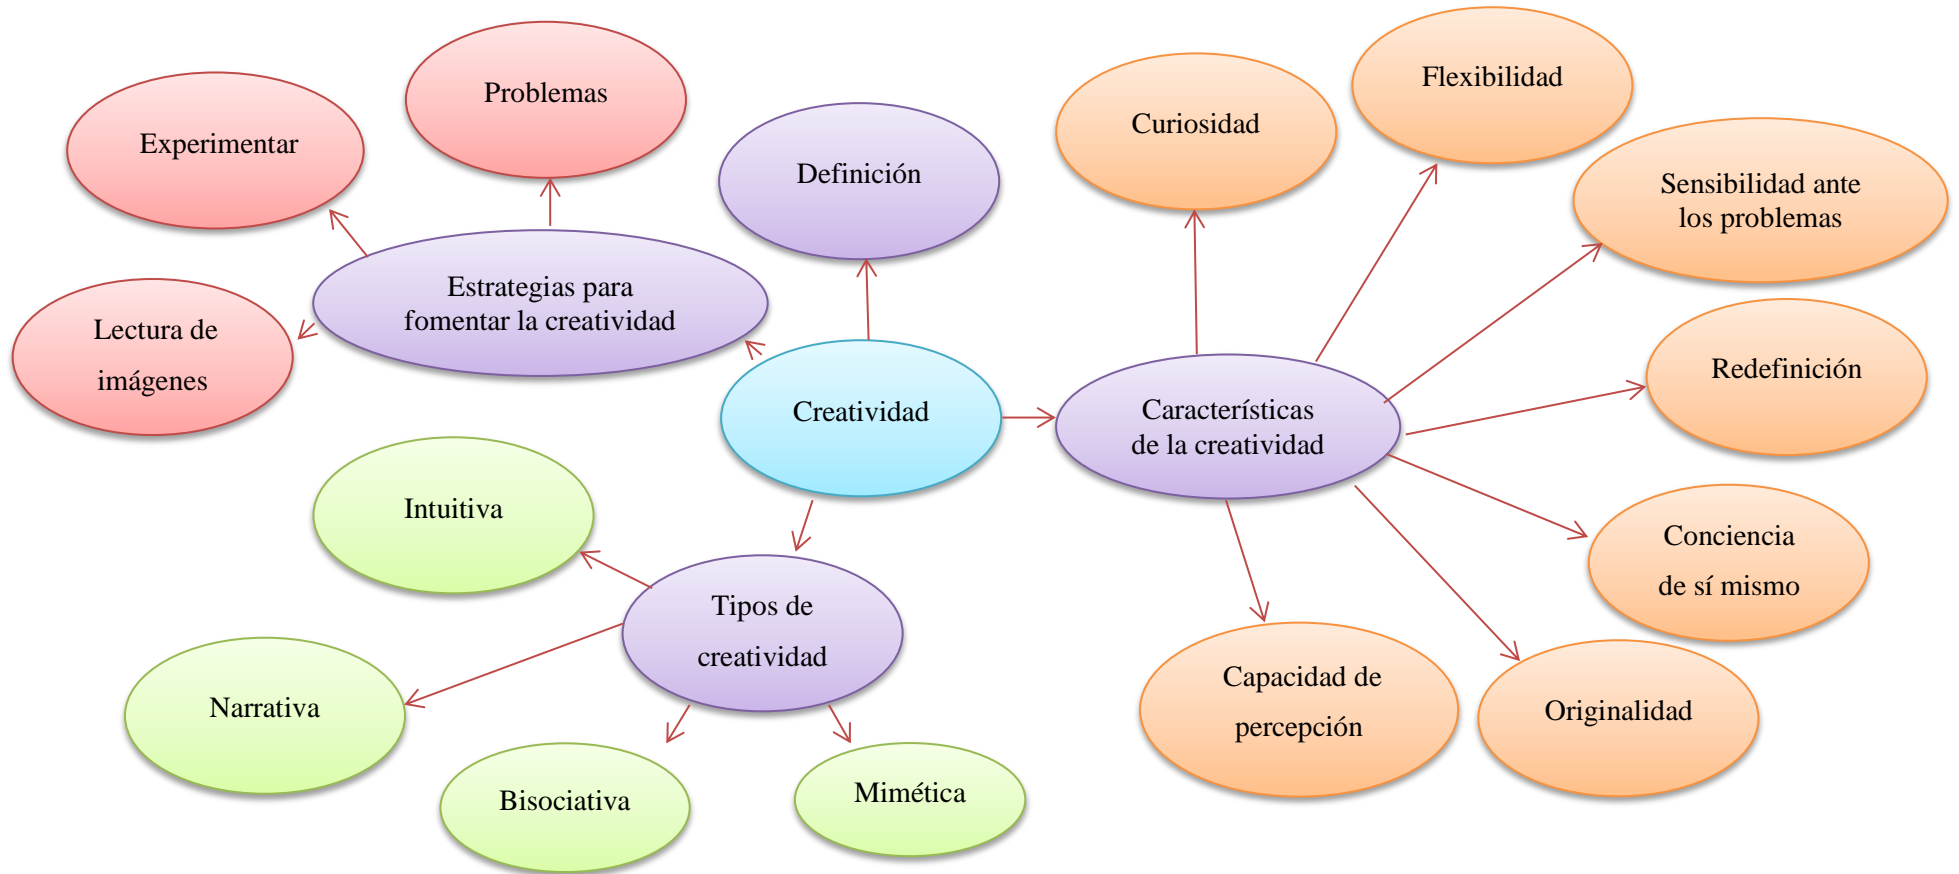 Problemas
Experimentar
Estrategias para
fomentar la creatividad
Lectura de
imágenes
Definición
Creatividad
Curiosidad
Flexibilidad
Sensibilidad ante
los problemas
Redefinición
Características
de la creatividad
Conciencia
de sí mismo
Originalidad
Capacidad de
percepción
Tipos de
creatividad
Intuitiva
Narrativa
Bisociativa
Mimética